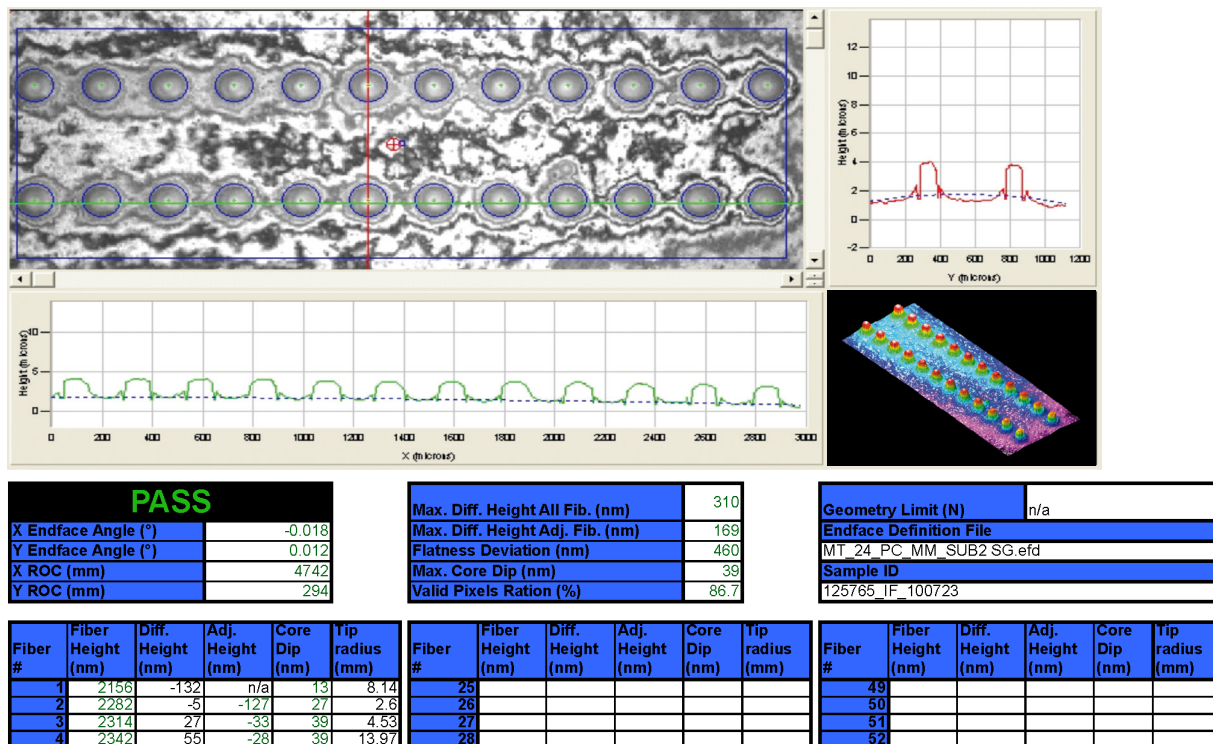 12
10
8
6
4
2
0
-2
Height (microns)
0 200 400 600 800 1000 1200
Y (microns)
Height (microns)
10
5
0
0 200 400 600 800 1000 1200 1400 1600 1800 2000 2200 2400 2600 2800 3000
X (microns)
PASS
X Endface Angle (°) -0.018
Y Endface Angle (°) 0.012
X ROC (mm) 4742
Y ROC (mm) 294
Max. Diff. Height All Fib. (nm) 310
Max. Diff. Height Adj. Fib. (nm) 169
Flatness Deviation (nm) 460
Max. Core Dip (nm) 39
Valid Pixels Ration (%) 86.7
Geometry Limit (N) n/a
Endface Definition File
MT_24_PC_MM_SUB2 SG.efd
Sample ID
125765_IF_100723
Fiber # Fiber Height (nm) Diff. Height (nm) Adj. Height (nm) Core Dip (nm) Tip radius (mm)
1 2156 -132 n/a 13 8.14
2 2282 -5 -127 27 2.6
3 2314 27 -33 39 4.53
4 2342 55 -28 39 13.97
Fiber # Fiber Height (nm) Diff. Height (nm) Adj. Height (nm) Core Dip (nm) Tip radius (mm)
25
26
27
28
Fiber # Fiber Height (nm) Diff. Height (nm) Adj. Height (nm) Core Dip (nm) Tip radius (mm)
49
50
51
52